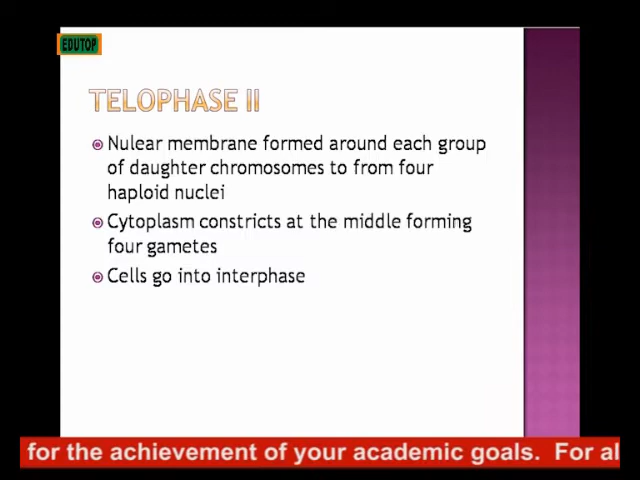 EDUTOP
TELOPHASE II
Nulear membrane formed around each group
of daughter chromosomes to from four
haploid nuclei
Cytoplasm constricts at the middle forming
four gametes
Cells go into interphase
for the achievement of your academic goals. For al